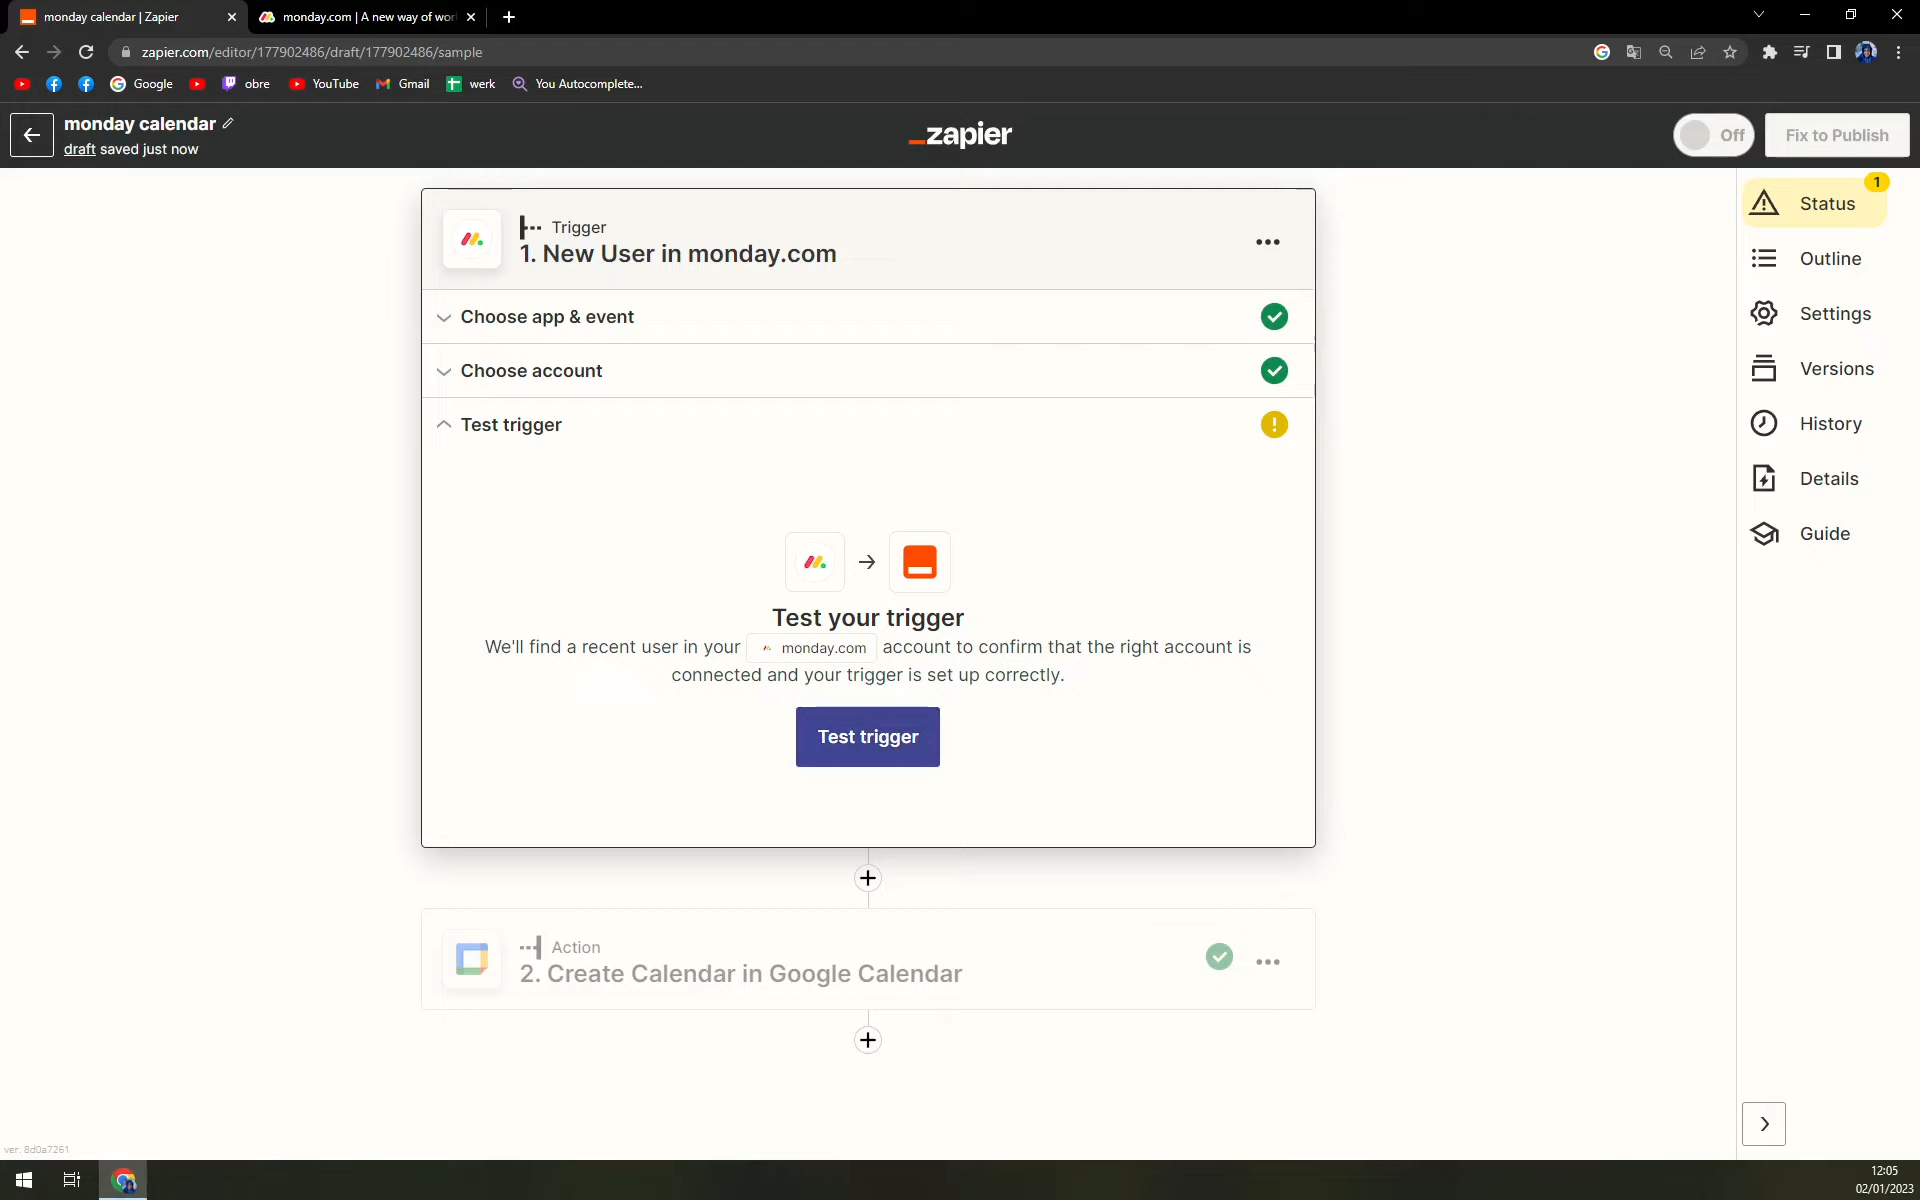 monday calendar | Zapier
monday.com | A new way of wor
zapier.com/editor/177902486/draft/177902486/sample
Google
obre
YouTube
Gmail
werk
You Autocomplete...
monday calendar
draft saved just now
zapier
Off
Fix to Publish
Trigger
1. New User in monday.com
Choose app & event
Choose account
Test trigger
!
Test your trigger
We'll find a recent user in your monday.com account to confirm that the right account is
connected and your trigger is set up correctly.
Test trigger
Action
2. Create Calendar in Google Calendar
1
Status
Outline
Settings
Versions
History
Details
Guide
ver. 8d0a7261
12:05
02/01/2023